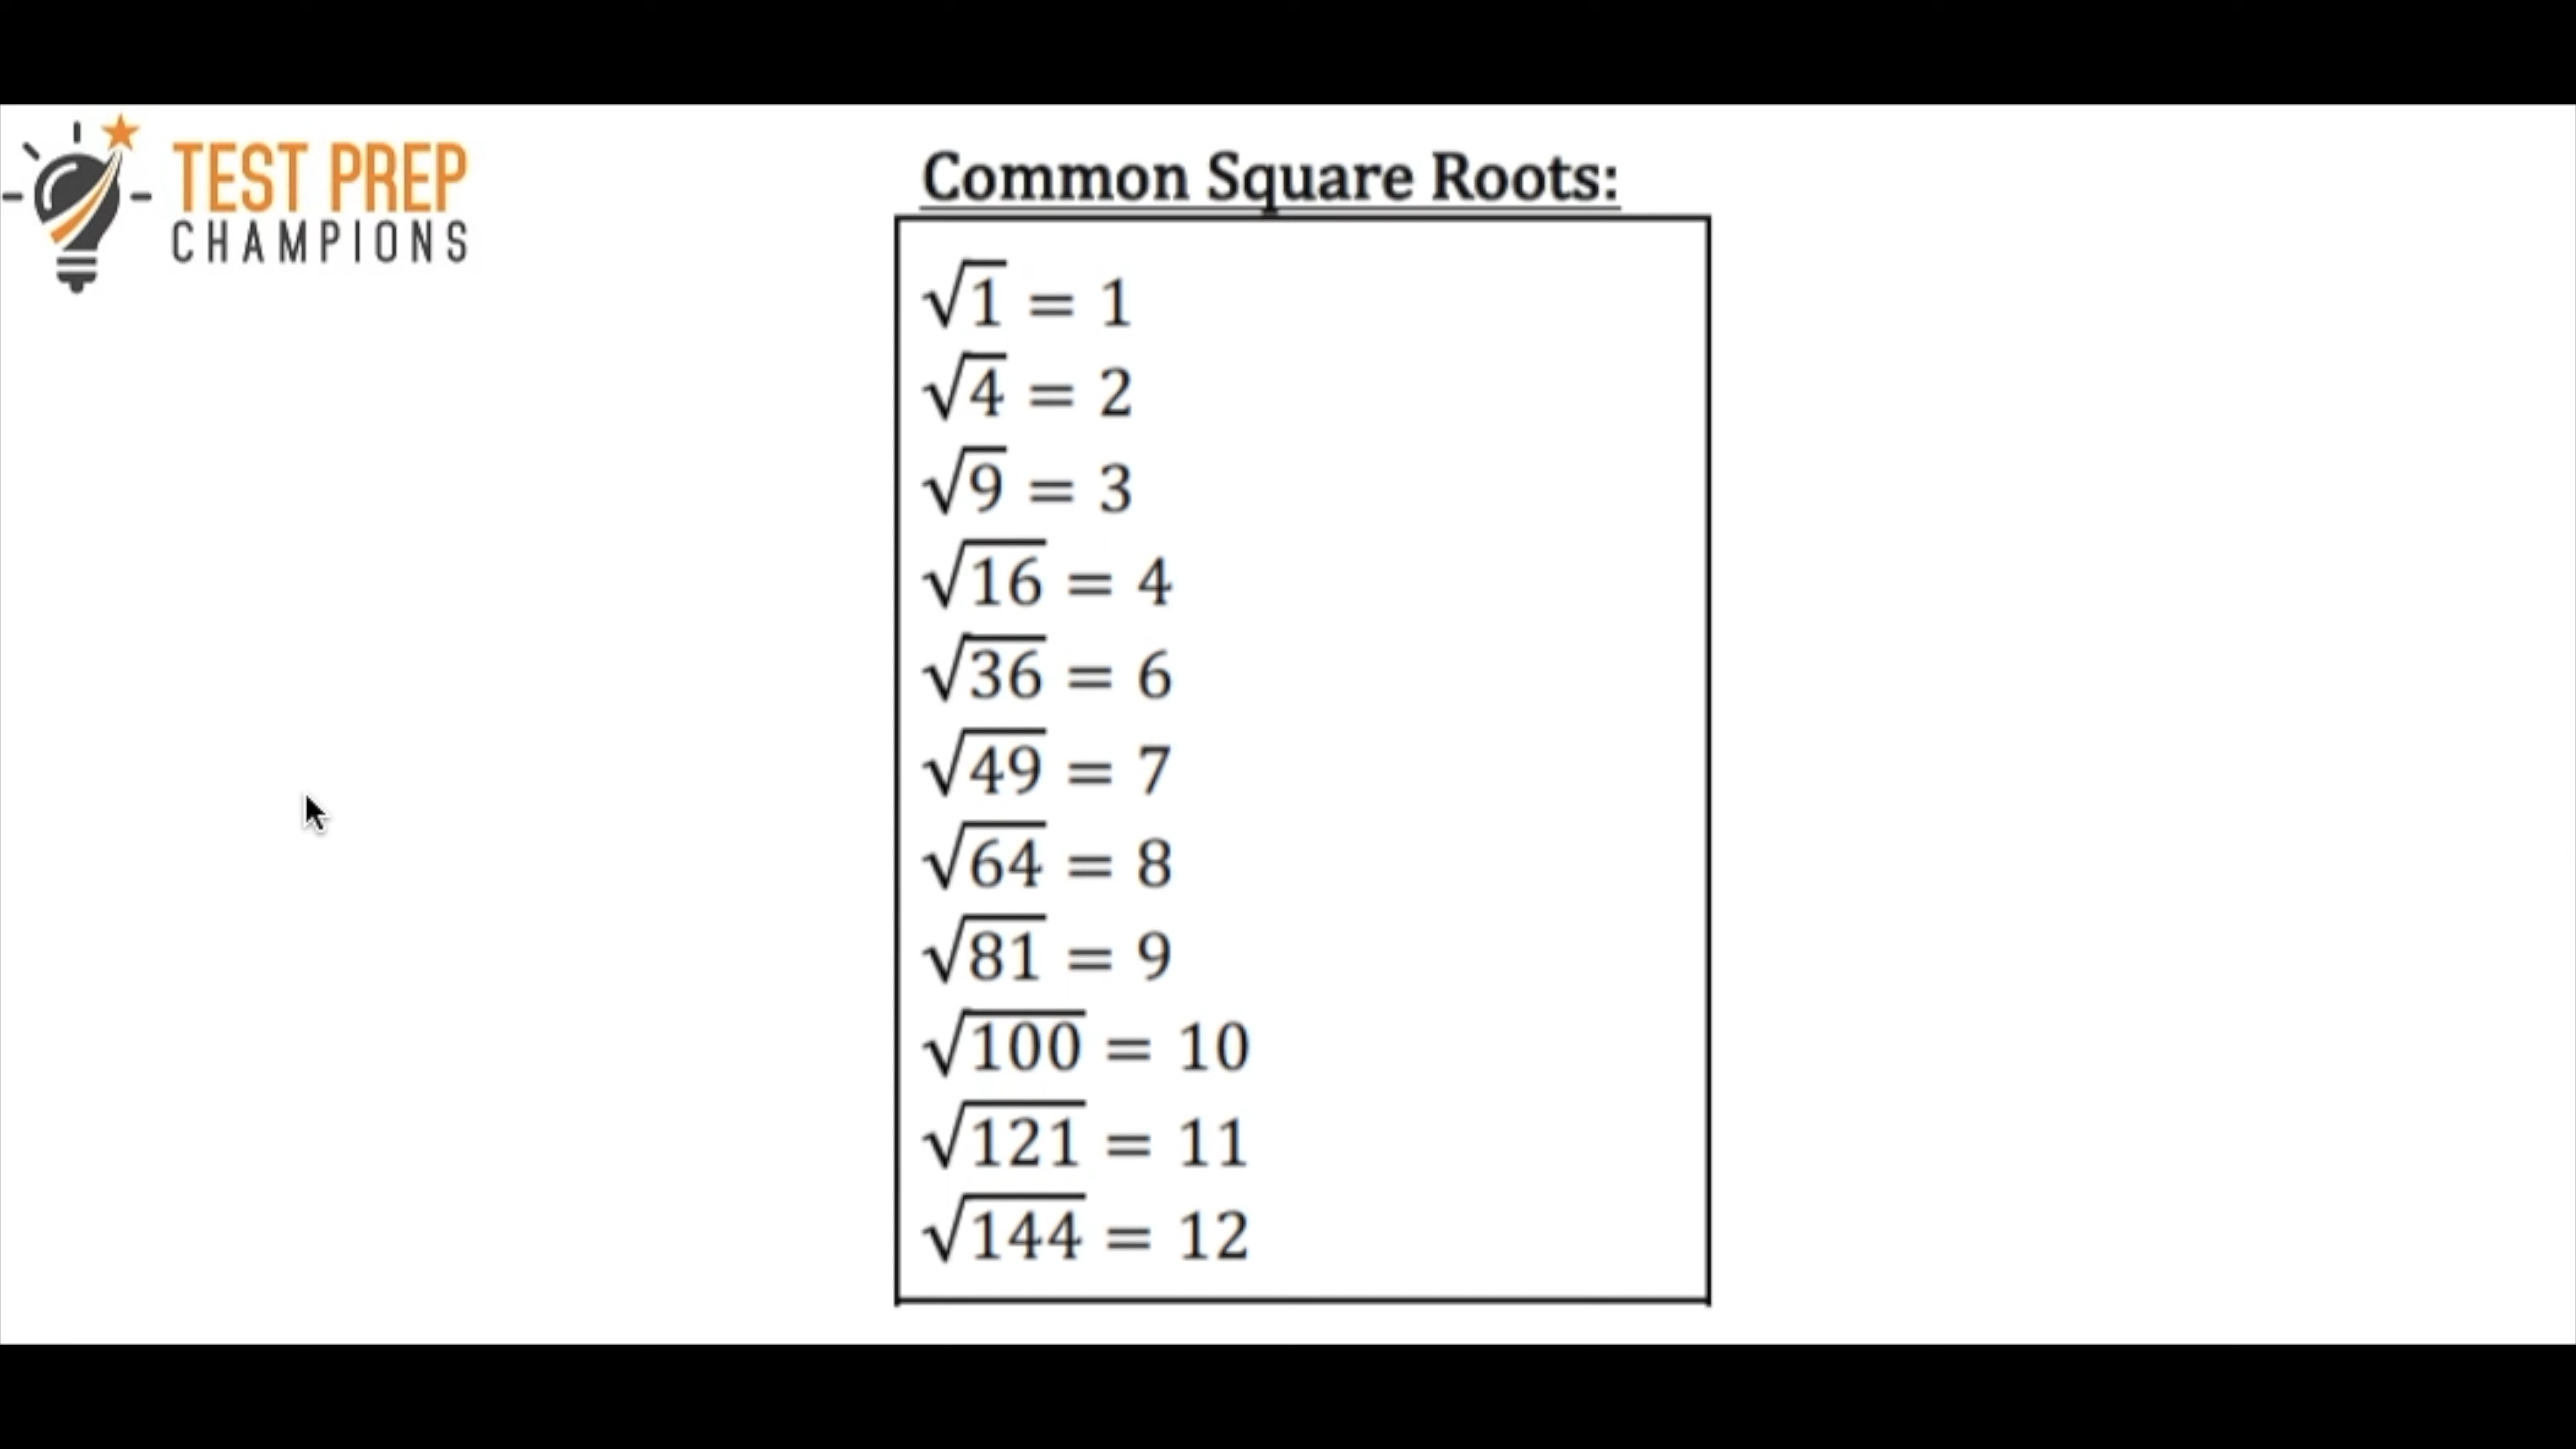 TEST PREP
CHAMPIONS
Common Square Roots:
√1 = 1
√4 = 2
√9 = 3
√16 = 4
√36 = 6
√49 = 7
√64 = 8
√81 = 9
√100 = 10
√121 = 11
√144 = 12